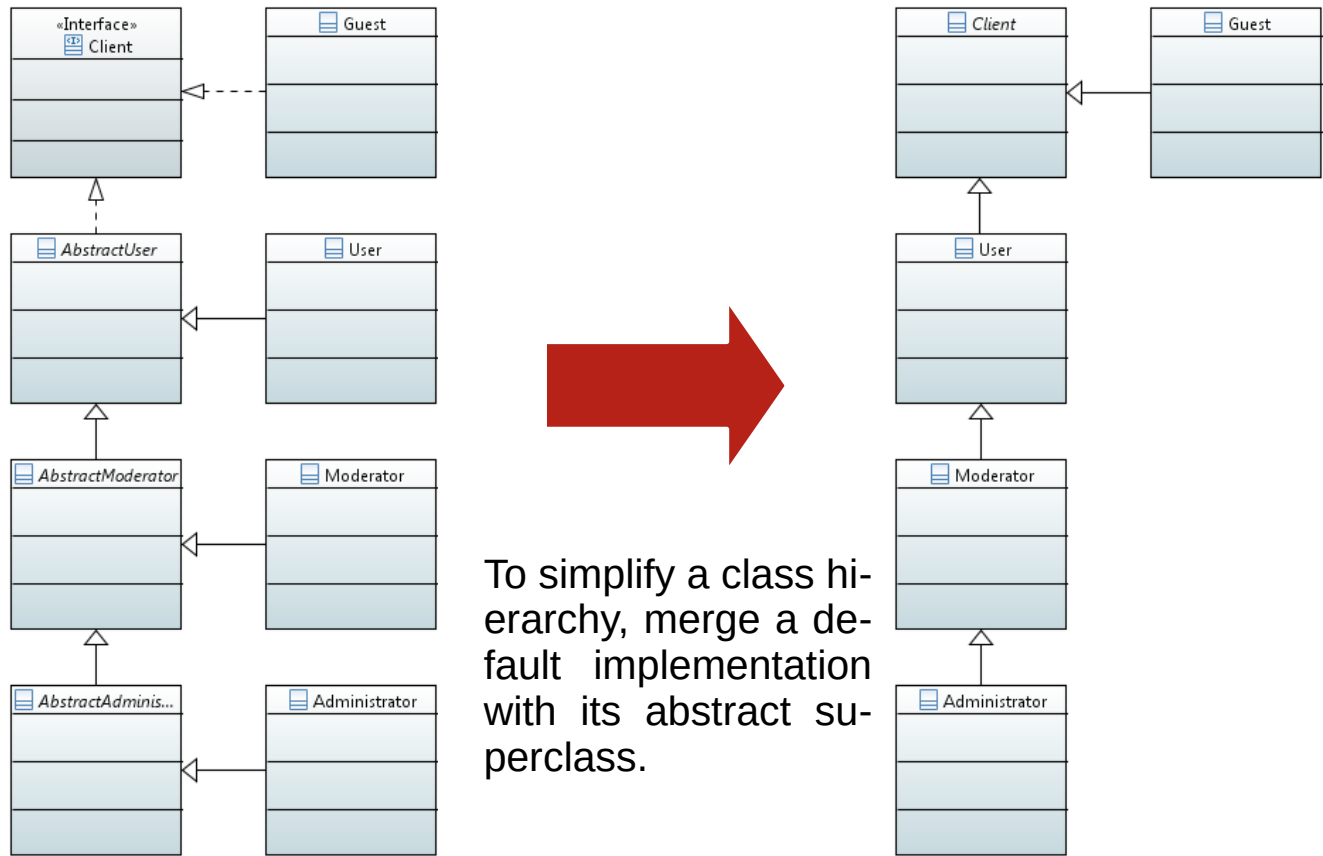 «Interface»
Client
Guest
AbstractUser
User
AbstractModerator
Moderator
AbstractAdminis...
Administrator
To simplify a class hi-
erarchy, merge a de-
fault implementation
with its abstract su-
perclass.
Client
Guest
User
Moderator
Administrator